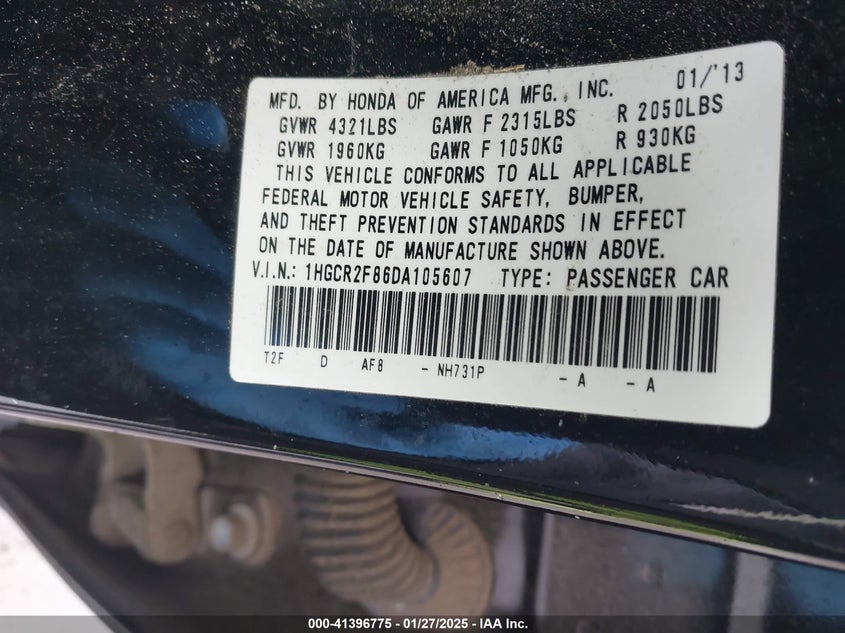 MFD. BY HONDA OF AMERICA MFG., INC. 01/'13
GVWR 4321LBS GAWR F 2315LBS R 2050LBS
GVWR 1960KG GAWR F 1050KG R 930KG
THIS VEHICLE CONFORMS TO ALL APPLICABLE
FEDERAL MOTOR VEHICLE SAFETY, BUMPER,
AND THEFT PREVENTION STANDARDS IN EFFECT
ON THE DATE OF MANUFACTURE SHOWN ABOVE.
V.I.N.: 1HGCR2F86DA105607 TYPE: PASSENGER CAR
T2F D AF8 - NH731P - A - A
000-41396775 — 01/27/2025 — © IAA Inc.